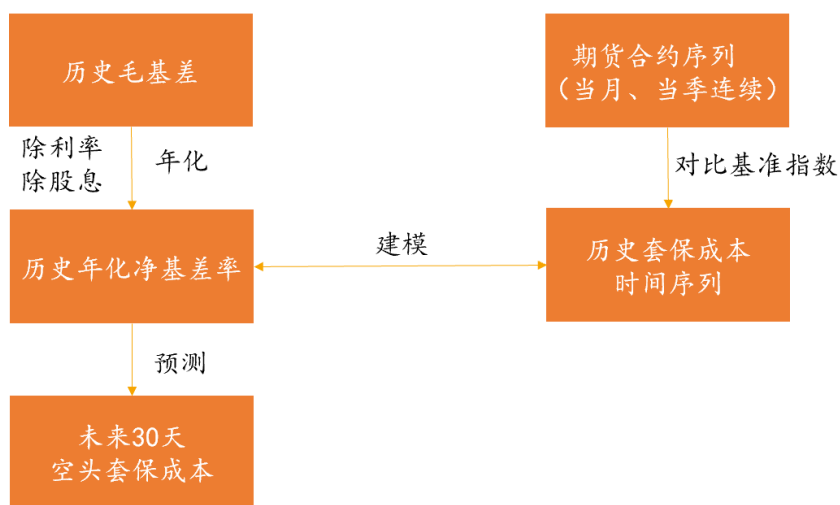 历史毛基差
期货合约序列
（当月、当季连续）
除利率
除股息
年化
对比基准指数
历史年化净基差率
建模
历史套保成本
时间序列
预测
未来30天
空头套保成本